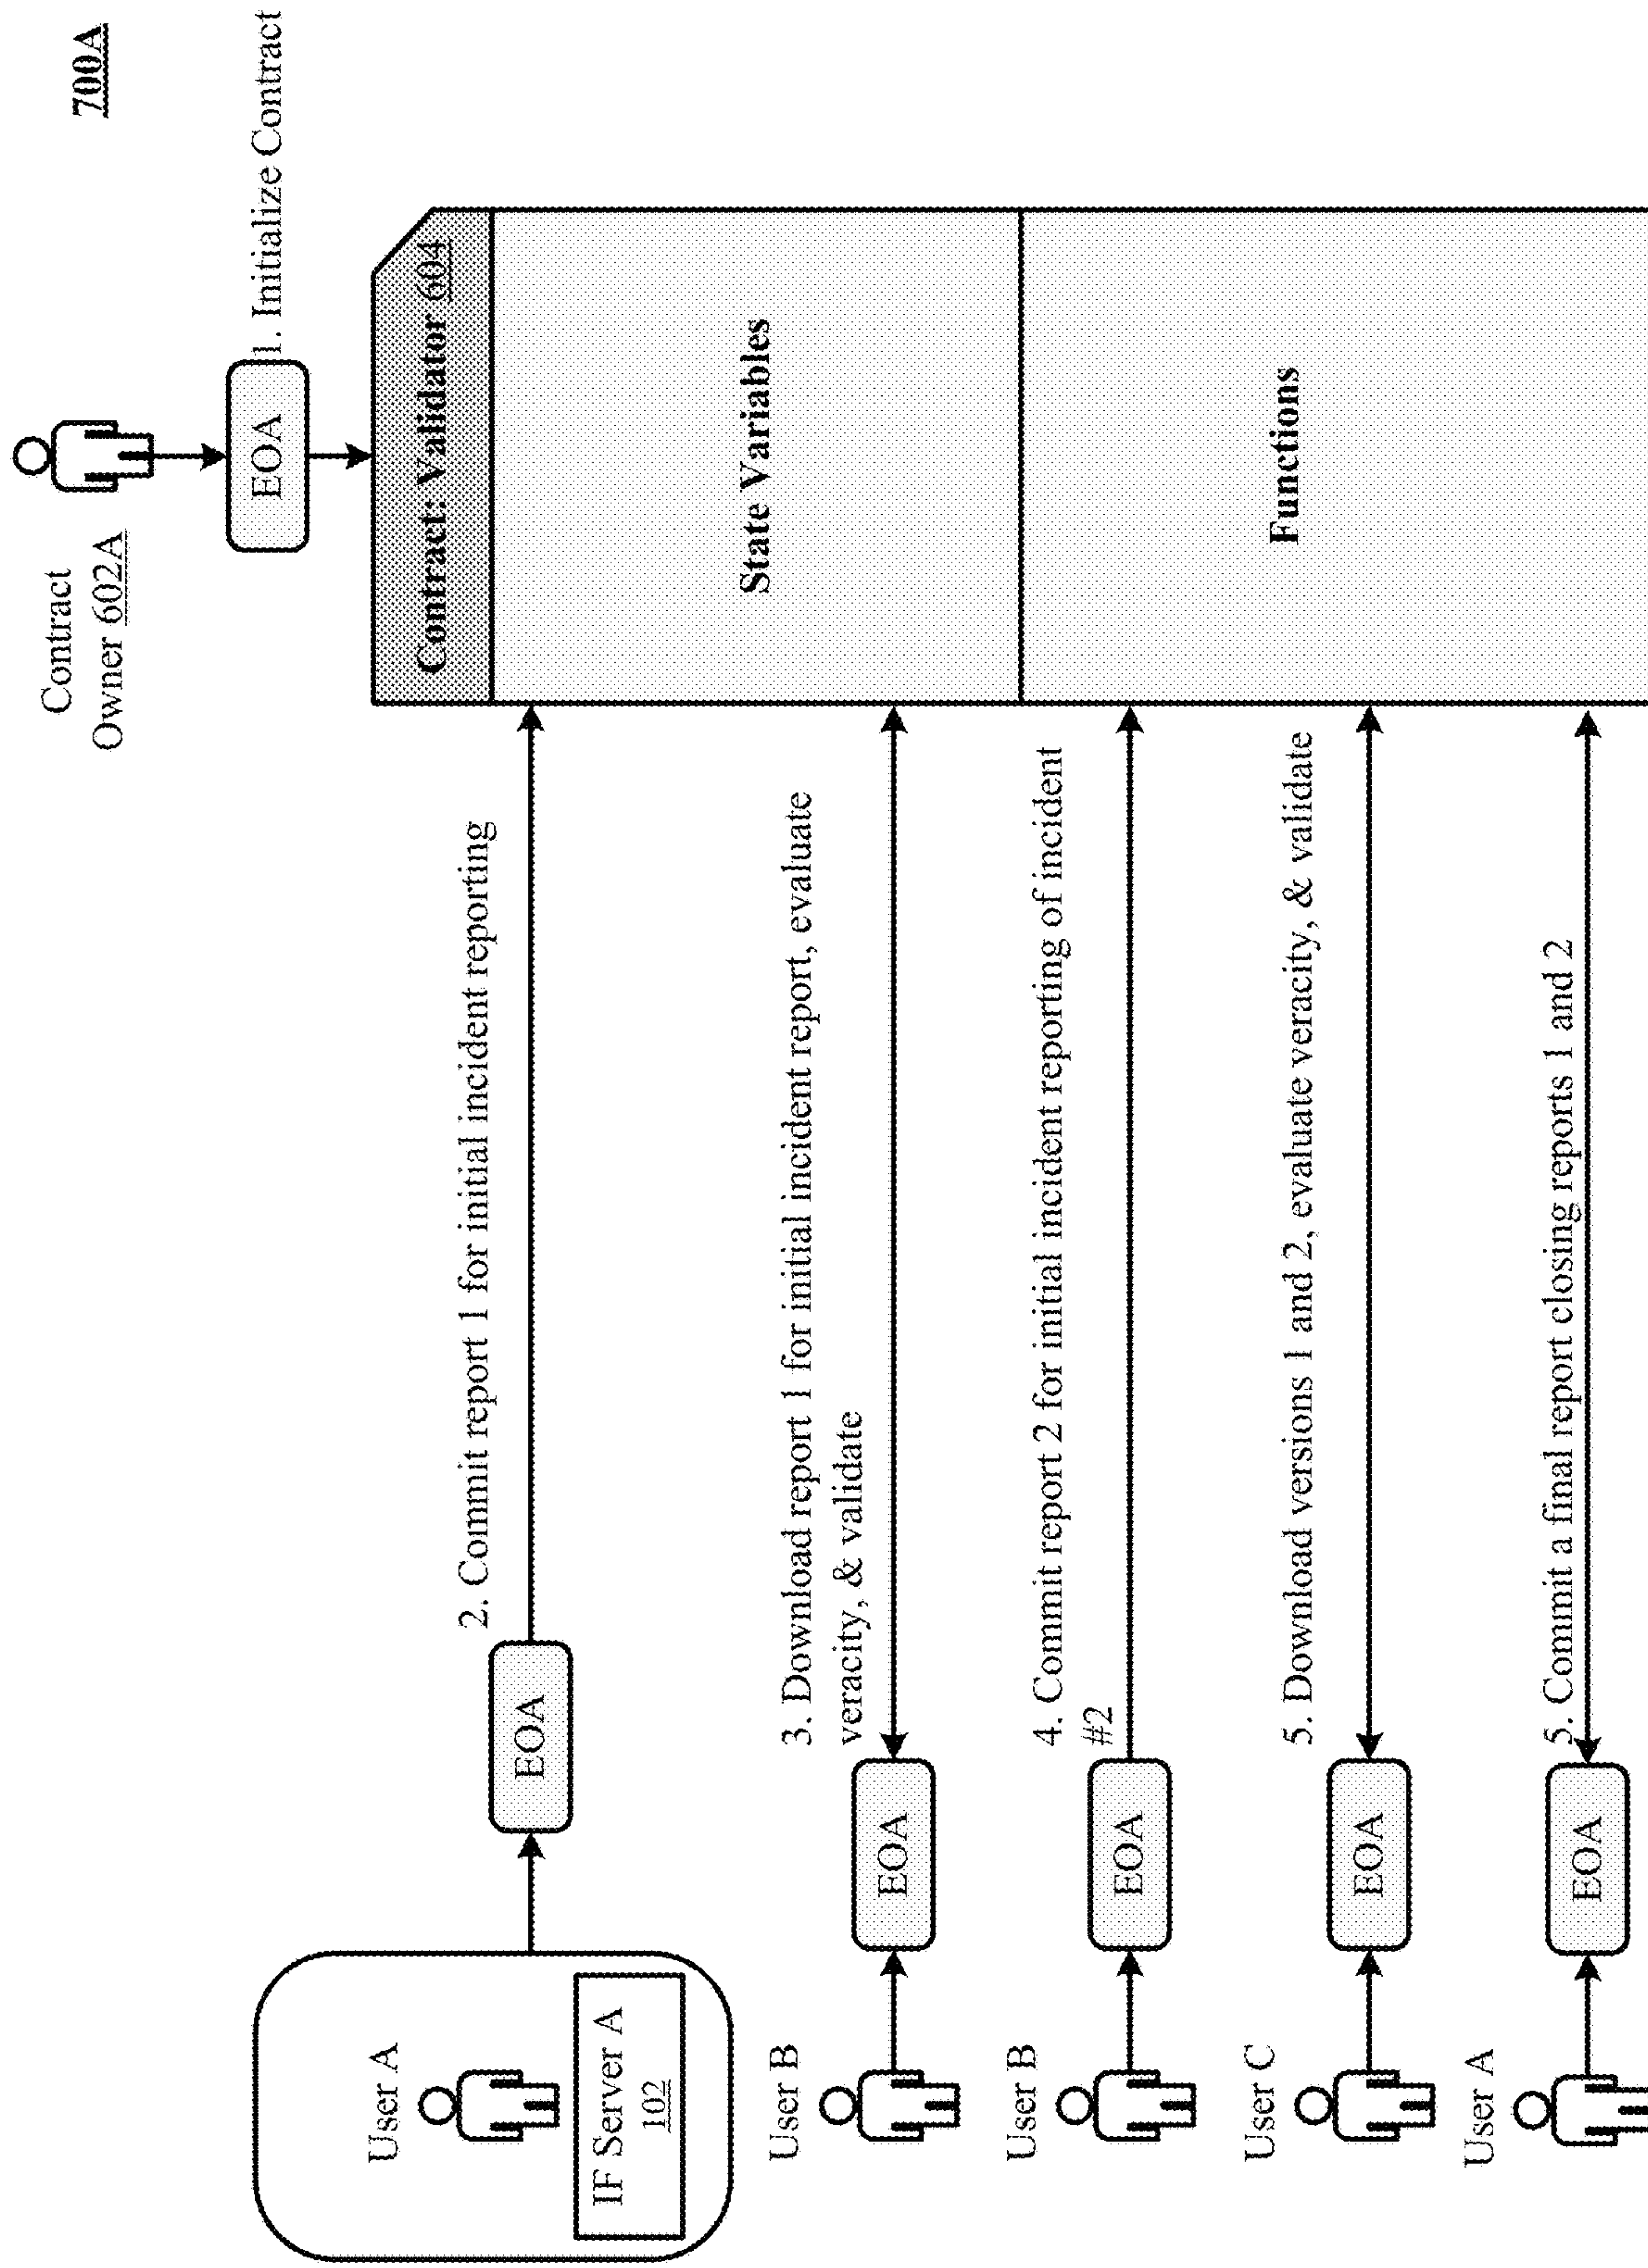 700A
Contract
Owner 602A
EOA
1. Initialize Contract
Contract: Validator 604
State Variables
Functions
User A
IF Server A
102
EOA
2. Commit report 1 for initial incident reporting
User B
EOA
3. Download report 1 for initial incident report, evaluate
veracity, & validate
User B
EOA
4. Commit report 2 for initial incident reporting of incident
#2
User C
EOA
5. Download versions 1 and 2, evaluate veracity, & validate
User A
EOA
5. Commit a final report closing reports 1 and 2